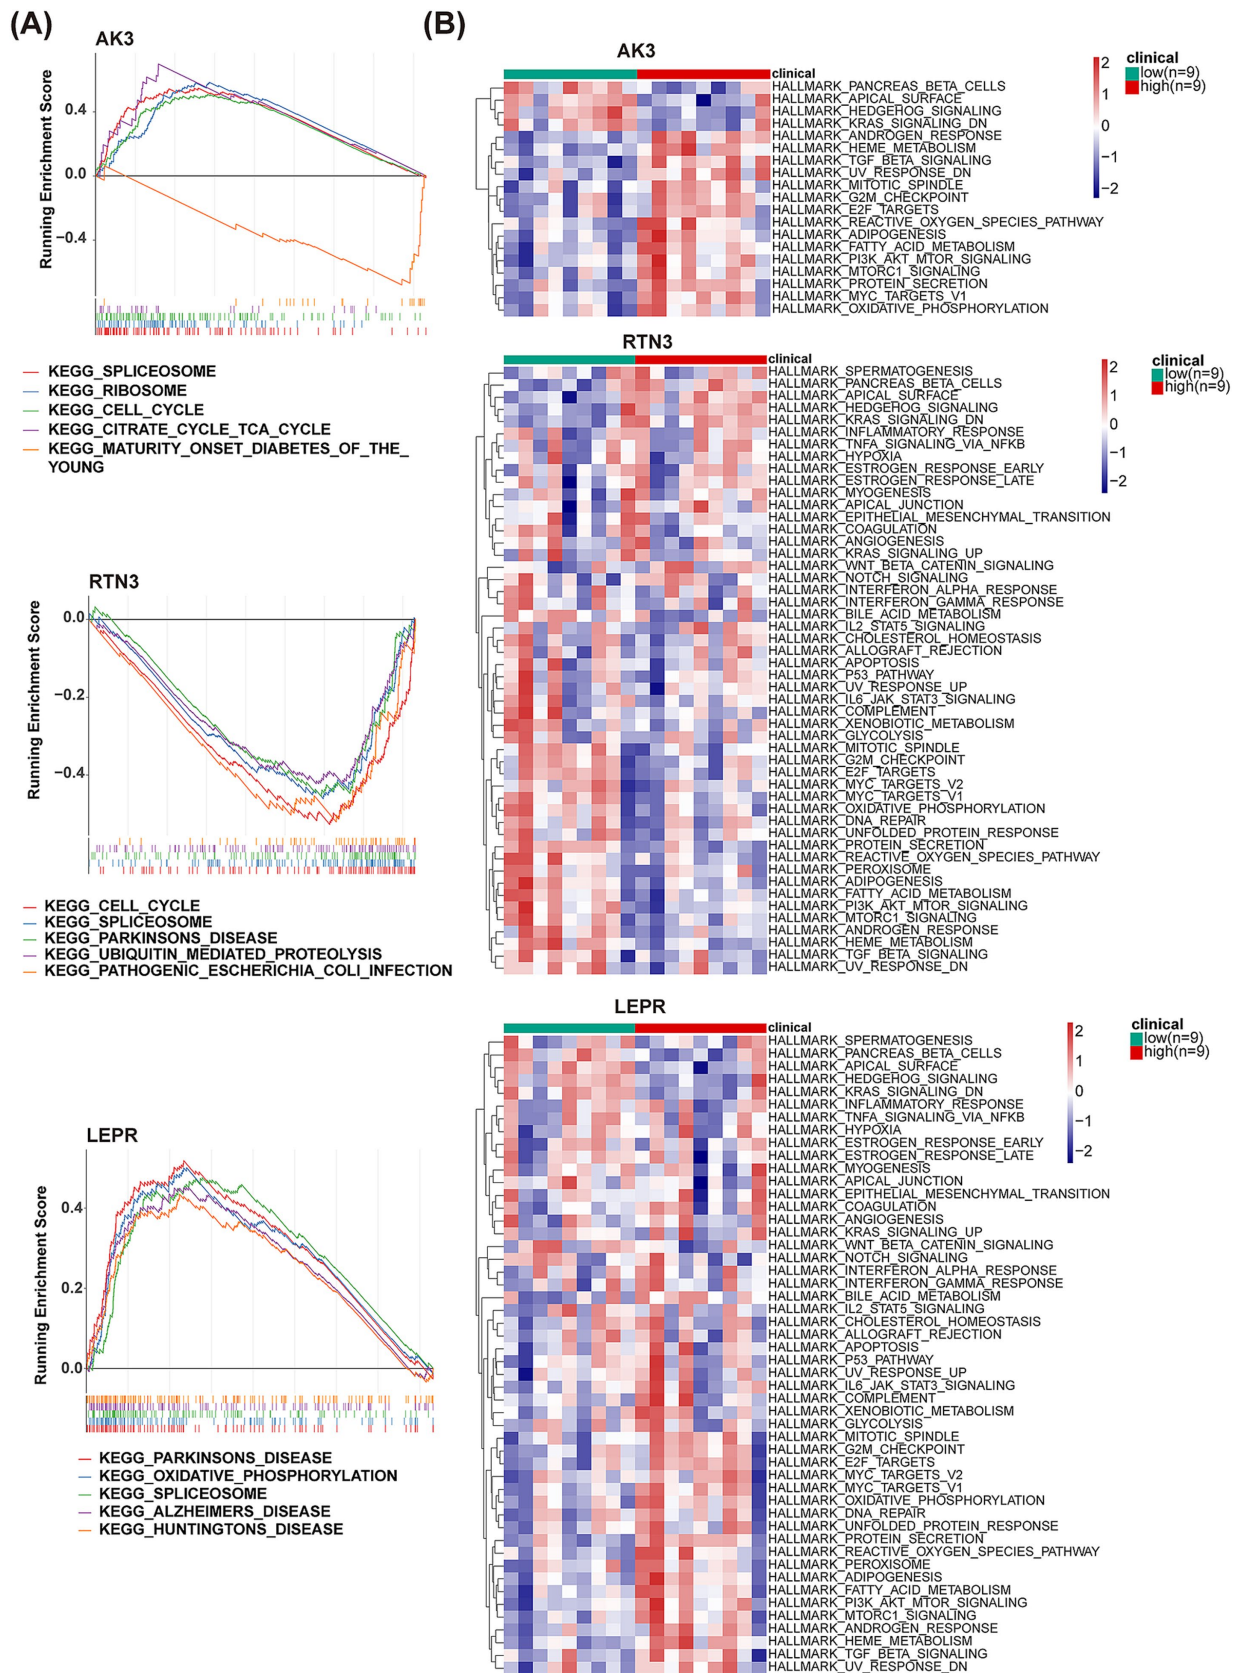 (A)
AK3
Running Enrichment Score
0.4
0.0
−0.4
KEGG_SPLICEOSOME
KEGG_RIBOSOME
KEGG_CELL_CYCLE
KEGG_CITRATE_CYCLE_TCA_CYCLE
KEGG_MATURITY_ONSET_DIABETES_OF_THE_
YOUNG
RTN3
Running Enrichment Score
0.0
−0.2
−0.4
KEGG_CELL_CYCLE
KEGG_SPLICEOSOME
KEGG_PARKINSONS_DISEASE
KEGG_UBIQUITIN_MEDIATED_PROTEOLYSIS
KEGG_PATHOGENIC_ESCHERICHIA_COLI_INFECTION
LEPR
Running Enrichment Score
0.4
0.2
0.0
KEGG_PARKINSONS_DISEASE
KEGG_OXIDATIVE_PHOSPHORYLATION
KEGG_SPLICEOSOME
KEGG_ALZHEIMERS_DISEASE
KEGG_HUNTINGTONS_DISEASE
(B)
AK3
clinical
HALLMARK_PANCREAS_BETA_CELLS
HALLMARK_APICAL_SURFACE
HALLMARK_HEDGEHOG_SIGNALING
HALLMARK_KRAS_SIGNALING_DN
HALLMARK_ANDROGEN_RESPONSE
HALLMARK_HEME_METABOLISM
HALLMARK_TGF_BETA_SIGNALING
HALLMARK_UV_RESPONSE_DN
HALLMARK_MITOTIC_SPINDLE
HALLMARK_G2M_CHECKPOINT
HALLMARK_E2F_TARGETS
HALLMARK_REACTIVE_OXYGEN_SPECIES_PATHWAY
HALLMARK_ADIPOGENESIS
HALLMARK_FATTY_ACID_METABOLISM
HALLMARK_PI3K_AKT_MTOR_SIGNALING
HALLMARK_MTORC1_SIGNALING
HALLMARK_PROTEIN_SECRETION
HALLMARK_MYC_TARGETS_V1
HALLMARK_OXIDATIVE_PHOSPHORYLATION
2
1
0
−1
−2
clinical
low(n=9)
high(n=9)
RTN3
clinical
HALLMARK_SPERMATOGENESIS
HALLMARK_PANCREAS_BETA_CELLS
HALLMARK_APICAL_SURFACE
HALLMARK_HEDGEHOG_SIGNALING
HALLMARK_KRAS_SIGNALING_DN
HALLMARK_INFLAMMATORY_RESPONSE
HALLMARK_TNFA_SIGNALING_VIA_NFKB
HALLMARK_HYPOXIA
HALLMARK_ESTROGEN_RESPONSE_EARLY
HALLMARK_ESTROGEN_RESPONSE_LATE
HALLMARK_MYOGENESIS
HALLMARK_APICAL_JUNCTION
HALLMARK_EPITHELIAL_MESENCHYMAL_TRANSITION
HALLMARK_COAGULATION
HALLMARK_ANGIOGENESIS
HALLMARK_KRAS_SIGNALING_UP
HALLMARK_WNT_BETA_CATENIN_SIGNALING
HALLMARK_NOTCH_SIGNALING
HALLMARK_INTERFERON_ALPHA_RESPONSE
HALLMARK_INTERFERON_GAMMA_RESPONSE
HALLMARK_BILE_ACID_METABOLISM
HALLMARK_IL2_STAT5_SIGNALING
HALLMARK_CHOLESTEROL_HOMEOSTASIS
HALLMARK_ALLOGRAFT_REJECTION
HALLMARK_APOPTOSIS
HALLMARK_P53_PATHWAY
HALLMARK_UV_RESPONSE_UP
HALLMARK_IL6_JAK_STAT3_SIGNALING
HALLMARK_COMPLEMENT
HALLMARK_XENOBIOTIC_METABOLISM
HALLMARK_GLYCOLYSIS
HALLMARK_MITOTIC_SPINDLE
HALLMARK_G2M_CHECKPOINT
HALLMARK_E2F_TARGETS
HALLMARK_MYC_TARGETS_V2
HALLMARK_MYC_TARGETS_V1
HALLMARK_OXIDATIVE_PHOSPHORYLATION
HALLMARK_DNA_REPAIR
HALLMARK_UNFOLDED_PROTEIN_RESPONSE
HALLMARK_PROTEIN_SECRETION
HALLMARK_REACTIVE_OXYGEN_SPECIES_PATHWAY
HALLMARK_PEROXISOME
HALLMARK_ADIPOGENESIS
HALLMARK_FATTY_ACID_METABOLISM
HALLMARK_PI3K_AKT_MTOR_SIGNALING
HALLMARK_MTORC1_SIGNALING
HALLMARK_ANDROGEN_RESPONSE
HALLMARK_HEME_METABOLISM
HALLMARK_TGF_BETA_SIGNALING
HALLMARK_UV_RESPONSE_DN
2
1
0
−1
−2
clinical
low(n=9)
high(n=9)
LEPR
clinical
HALLMARK_SPERMATOGENESIS
HALLMARK_PANCREAS_BETA_CELLS
HALLMARK_APICAL_SURFACE
HALLMARK_HEDGEHOG_SIGNALING
HALLMARK_KRAS_SIGNALING_DN
HALLMARK_INFLAMMATORY_RESPONSE
HALLMARK_TNFA_SIGNALING_VIA_NFKB
HALLMARK_HYPOXIA
HALLMARK_ESTROGEN_RESPONSE_EARLY
HALLMARK_ESTROGEN_RESPONSE_LATE
HALLMARK_MYOGENESIS
HALLMARK_APICAL_JUNCTION
HALLMARK_EPITHELIAL_MESENCHYMAL_TRANSITION
HALLMARK_COAGULATION
HALLMARK_ANGIOGENESIS
HALLMARK_KRAS_SIGNALING_UP
HALLMARK_WNT_BETA_CATENIN_SIGNALING
HALLMARK_NOTCH_SIGNALING
HALLMARK_INTERFERON_ALPHA_RESPONSE
HALLMARK_INTERFERON_GAMMA_RESPONSE
HALLMARK_BILE_ACID_METABOLISM
HALLMARK_IL2_STAT5_SIGNALING
HALLMARK_CHOLESTEROL_HOMEOSTASIS
HALLMARK_ALLOGRAFT_REJECTION
HALLMARK_APOPTOSIS
HALLMARK_P53_PATHWAY
HALLMARK_UV_RESPONSE_UP
HALLMARK_IL6_JAK_STAT3_SIGNALING
HALLMARK_COMPLEMENT
HALLMARK_XENOBIOTIC_METABOLISM
HALLMARK_GLYCOLYSIS
HALLMARK_MITOTIC_SPINDLE
HALLMARK_G2M_CHECKPOINT
HALLMARK_E2F_TARGETS
HALLMARK_MYC_TARGETS_V2
HALLMARK_MYC_TARGETS_V1
HALLMARK_OXIDATIVE_PHOSPHORYLATION
HALLMARK_DNA_REPAIR
HALLMARK_UNFOLDED_PROTEIN_RESPONSE
HALLMARK_PROTEIN_SECRETION
HALLMARK_REACTIVE_OXYGEN_SPECIES_PATHWAY
HALLMARK_PEROXISOME
HALLMARK_ADIPOGENESIS
HALLMARK_FATTY_ACID_METABOLISM
HALLMARK_PI3K_AKT_MTOR_SIGNALING
HALLMARK_MTORC1_SIGNALING
HALLMARK_ANDROGEN_RESPONSE
HALLMARK_HEME_METABOLISM
HALLMARK_TGF_BETA_SIGNALING
HALLMARK_UV_RESPONSE_DN
2
1
0
−1
−2
clinical
low(n=9)
high(n=9)